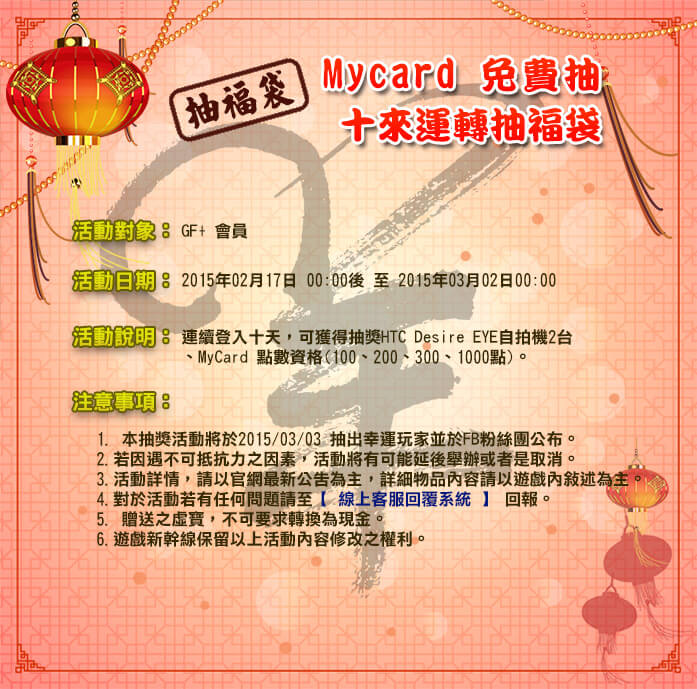 抽福袋
Mycard 免費抽
十來運轉抽福袋
活動對象： GF+ 會員
活動日期： 2015年02月17日 00:00後 至 2015年03月02日00:00
活動說明： 連續登入十天，可獲得抽獎HTC Desire EYE自拍機2台
、MyCard 點數資格(100、200、300、1000點)。
注意事項：
1. 本抽獎活動將於2015/03/03 抽出幸運玩家並於FB粉絲團公布。
2. 若因遇不可抵抗力之因素，活動將有可能延後舉辦或者是取消。
3. 活動詳情，請以官網最新公告為主，詳細物品內容請以遊戲內敘述為主。
4. 對於活動若有任何問題請至【 線上客服回覆系統 】 回報。
5. 贈送之虛寶，不可要求轉換為現金。
6. 遊戲新幹線保留以上活動內容修改之權利。